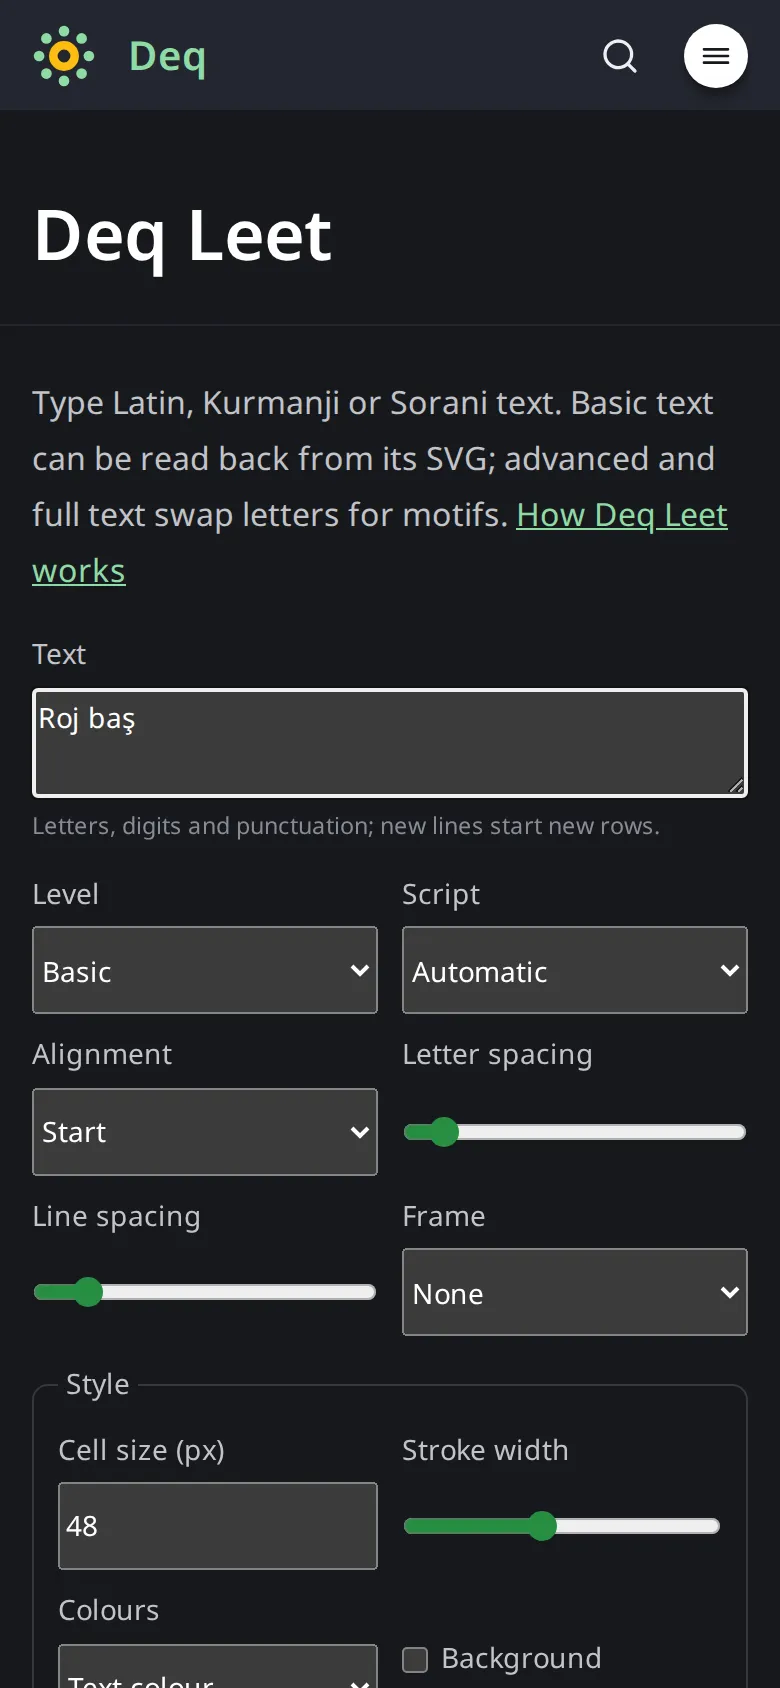 Deq
Deq Leet
Type Latin, Kurmanji or Sorani text. Basic text
can be read back from its SVG; advanced and
full text swap letters for motifs. How Deq Leet
works
Text
Roj baş
Letters, digits and punctuation; new lines start new rows.
Level
Script
Basic
Automatic
Alignment
Letter spacing
Start
Line spacing
Frame
None
Style
Cell size (px)
Stroke width
48
Colours
Background
Text colour